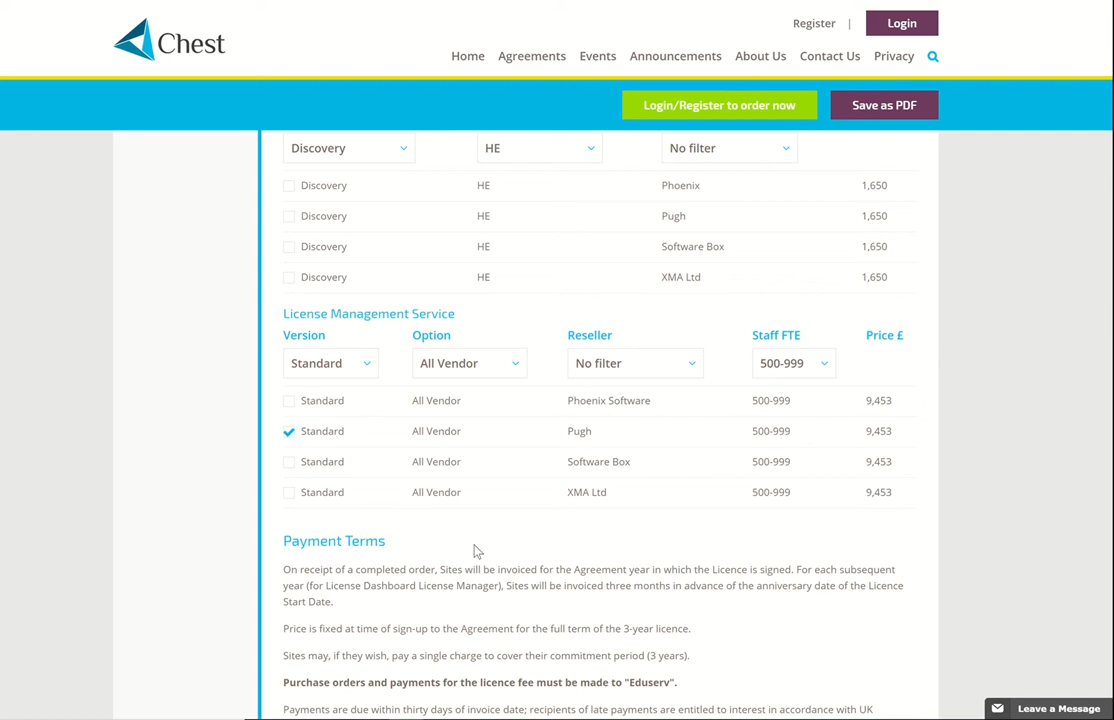 Register | Login
Chest
Home Agreements Events Announcements About Us Contact Us Privacy
Login/Register to order now Save as PDF
Discovery HE No filter
Discovery HE Phoenix 1,650
Discovery HE Pugh 1,650
Discovery HE Software Box 1,650
Discovery HE XMA Ltd 1,650
License Management Service
Version Option Reseller Staff FTE Price £
Standard All Vendor No filter 500-999
Standard All Vendor Phoenix Software 500-999 9,453
Standard All Vendor Pugh 500-999 9,453
Standard All Vendor Software Box 500-999 9,453
Standard All Vendor XMA Ltd 500-999 9,453
Payment Terms
On receipt of a completed order, Sites will be invoiced for the Agreement year in which the Licence is signed. For each subsequent
year (for License Dashboard License Manager), Sites will be invoiced three months in advance of the anniversary date of the Licence
Start Date.
Price is fixed at time of sign-up to the Agreement for the full term of the 3-year licence.
Sites may, if they wish, pay a single charge to cover their commitment period (3 years).
Purchase orders and payments for the licence fee must be made to "Eduserv".
Payments are due within thirty days of invoice date; recipients of late payments are entitled to interest in accordance with UK
Leave a Message